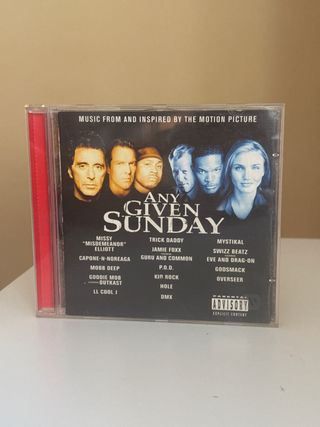 MUSIC FROM AND INSPIRED BY THE MOTION PICTURE
ANY
GIVEN
SUNDAY
MISSY
"MISDEMEANOR"
ELLIOTT
CAPONE-N-NOREAGA
MOBB DEEP
GOODIE MOB
OUTKAST
LL COOL J
TRICK DADDY
JAMIE FOXX
GURU AND COMMON
P.O.D.
KID ROCK
HOLE
DMX
MYSTIKAL
SWIZZ BEATZ
EVE AND DRAG-ON
GODSMACK
OVERSEER
PARENTAL
ADVISORY
EXPLICIT CONTENT